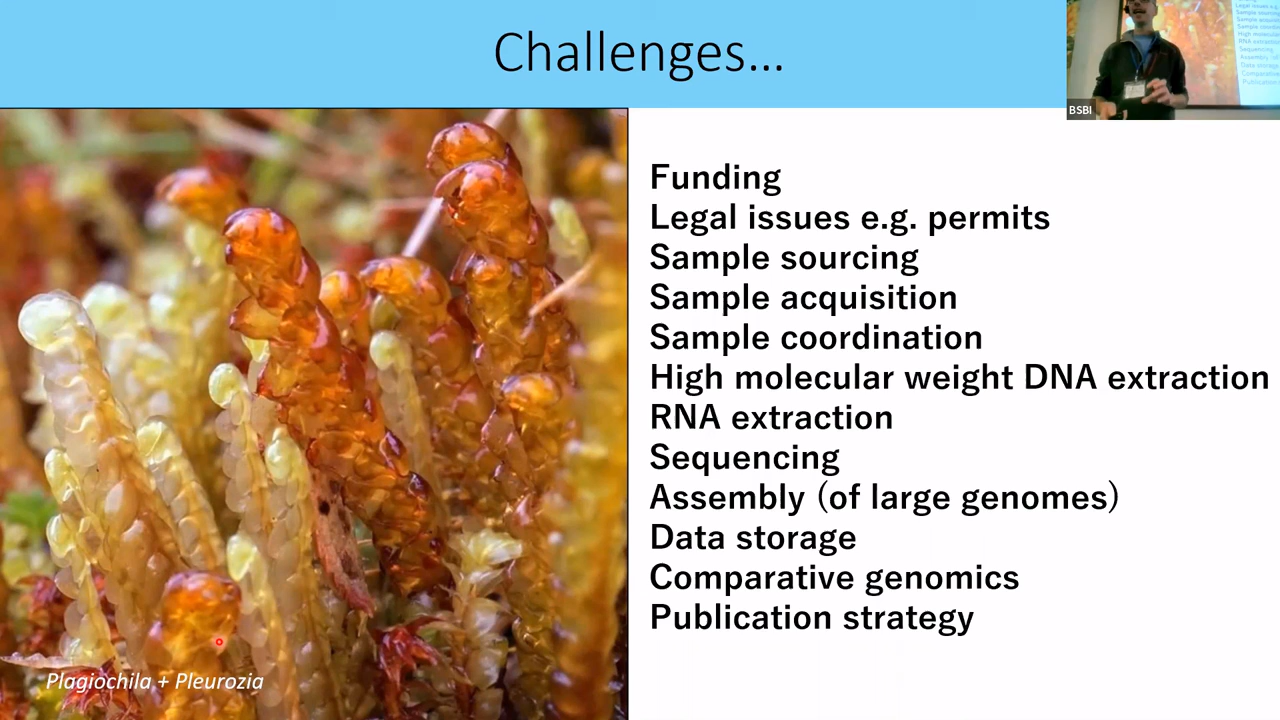 Challenges...
BSBI
Funding
Legal issues e.g. permits
Sample sourcing
Sample acquisition
Sample coordination
High molecular weight DNA extraction
RNA extraction
Sequencing
Assembly (of large genomes)
Data storage
Comparative genomics
Publication strategy
Plagiochila + Pleurozia